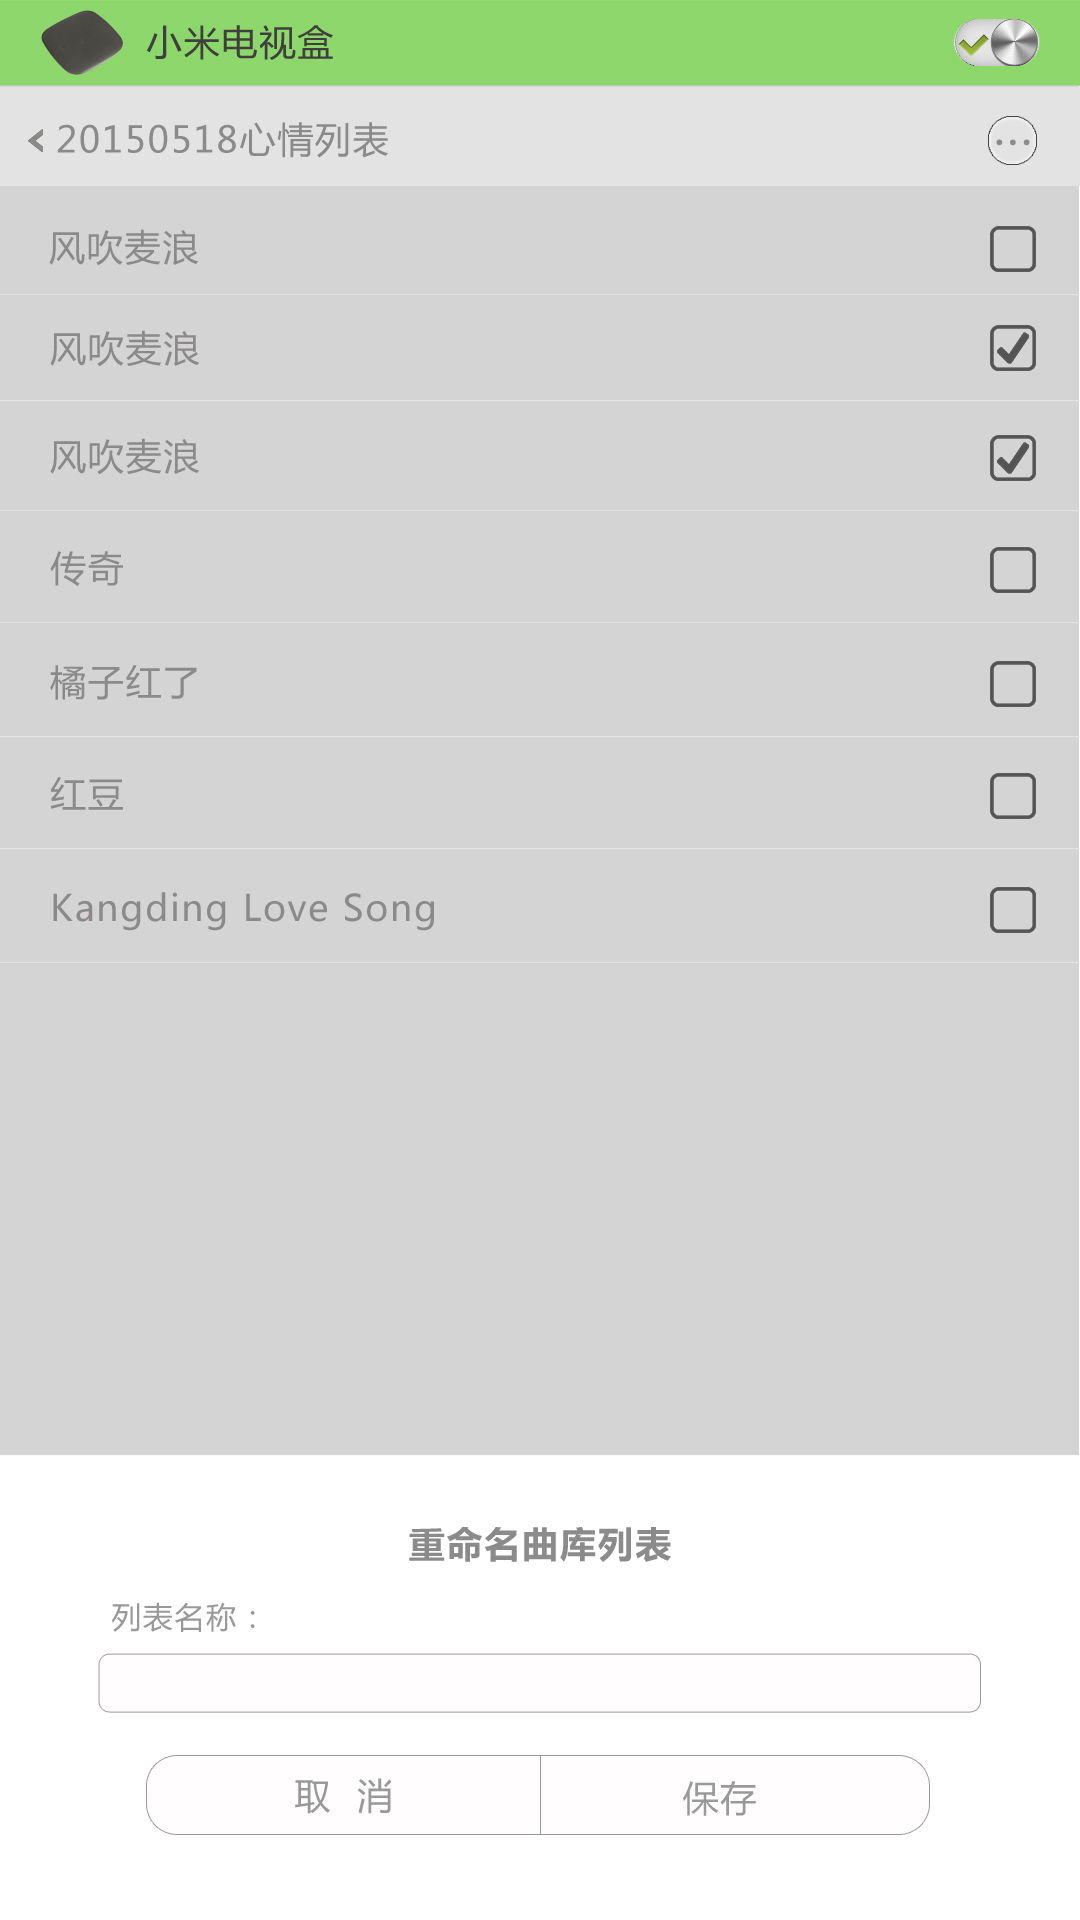 小米电视盒
20150518心情列表
风吹麦浪
风吹麦浪
风吹麦浪
传奇
橘子红了
红豆
Kangding Love Song
重命名曲库列表
列表名称：
取 消
保存